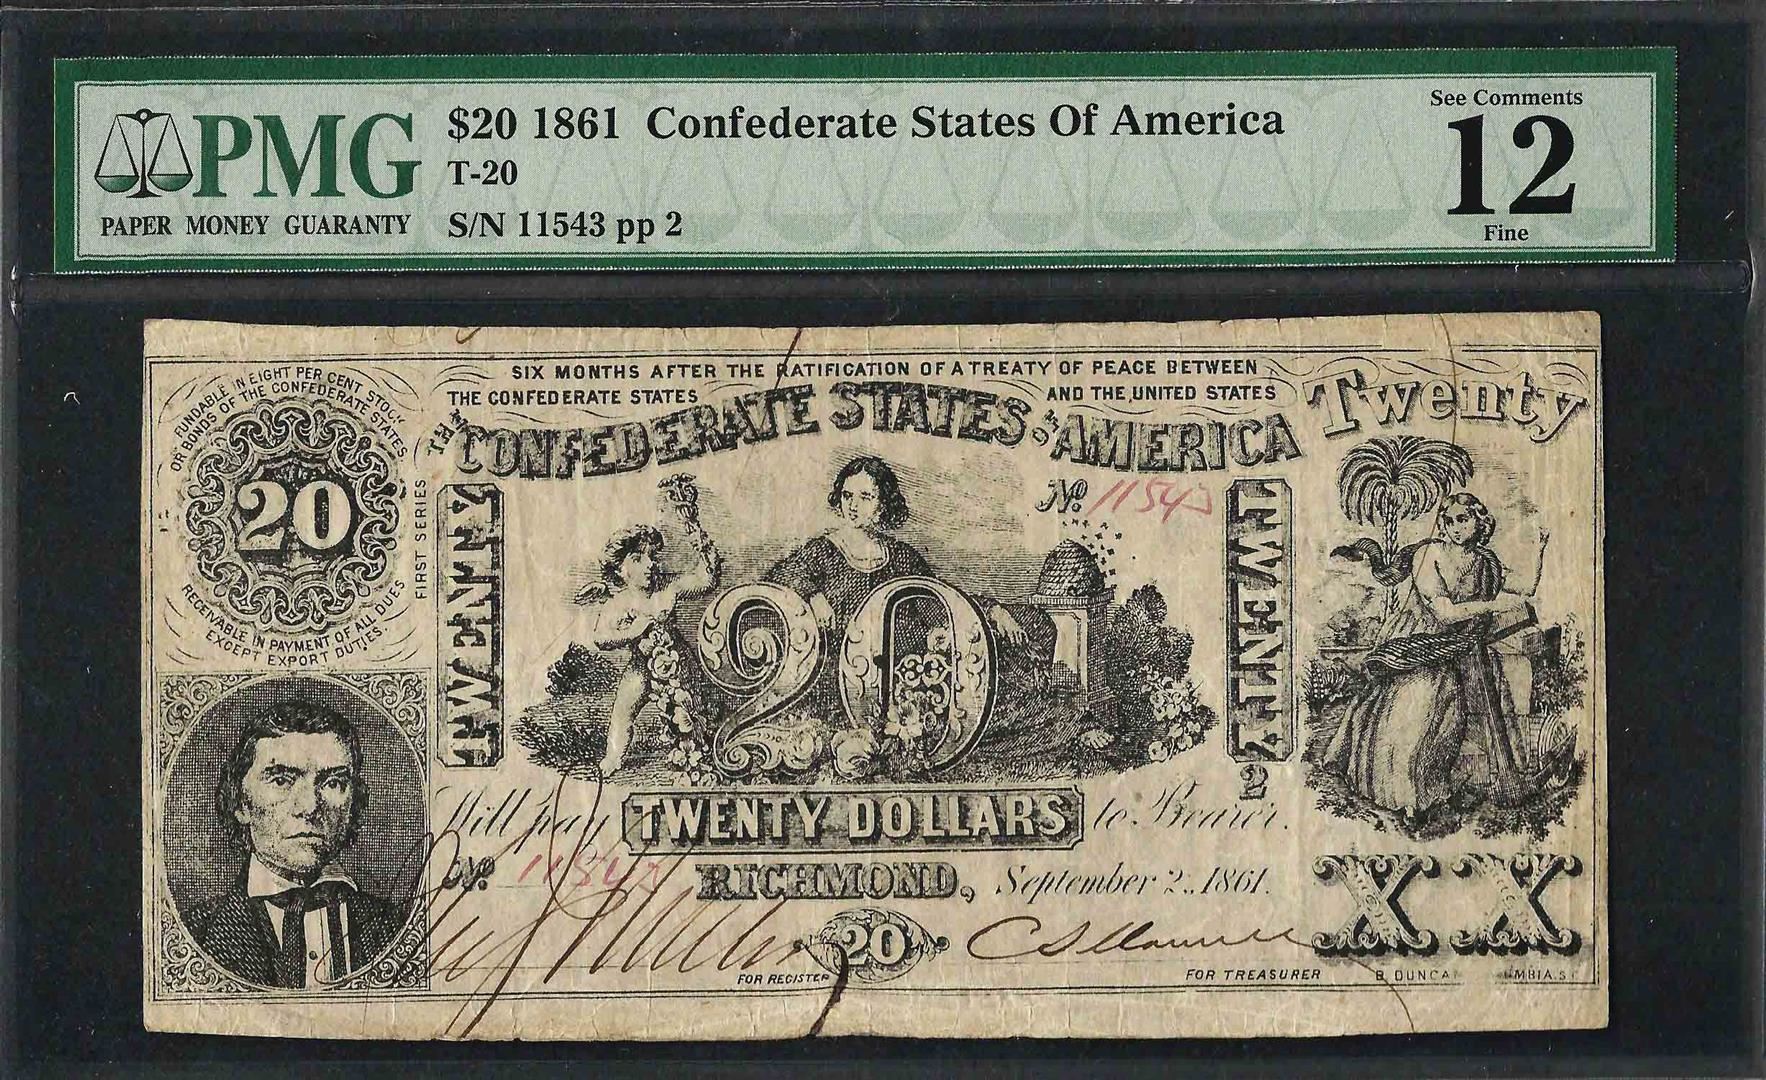 PMG
PAPER MONEY GUARANTY
$20 1861 Confederate States Of America
T-20
S/N 11543 pp 2
See Comments
12
Fine
SIX MONTHS AFTER THE RATIFICATION OF A TREATY OF PEACE BETWEEN
THE CONFEDERATE STATES AND THE UNITED STATES
THE CONFEDERATE STATES OF AMERICA
Twenty
FUNDABLE IN EIGHT PER CENT STOCK
OR BONDS OF THE CONFEDERATE STATES
20
RECEIVABLE IN PAYMENT OF ALL DUES
EXCEPT EXPORT DUTIES.
FIRST SERIES
TWENTY
No. 11543
20
TWENTY
2
Will pay TWENTY DOLLARS to Bearer.
No. 11543
RICHMOND, September 2, 1861.
XX
20
FOR REGISTER
FOR TREASURER
B. DUNCA